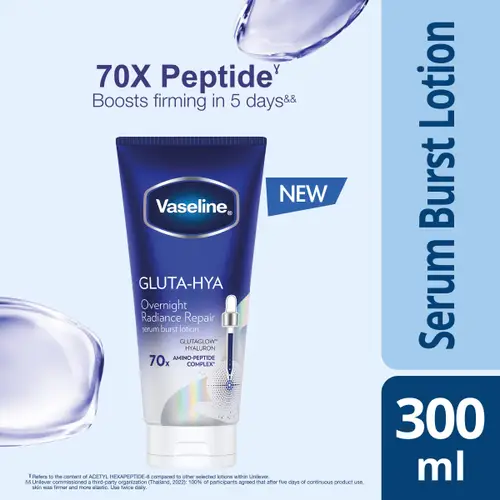 70X Peptideˠ
Boosts firming in 5 days&&
NEW
Vaseline®
GLUTA-HYA
Overnight
Radiance Repair
serum burst lotion
GLUTAGLOW™
HYALURON
70x AMINO-PEPTIDE
COMPLEX*
Serum Burst Lotion
300
ml
Ɣ Refers to the content of ACETYL HEXAPEPTIDE-8 compared to other selected lotions within Unilever.
&& Unilever commissioned a third-party organization (Thailand, 2022): 100% of participants agreed that after five days of continuous product use,
skin was firmer and more elastic. Use twice daily.